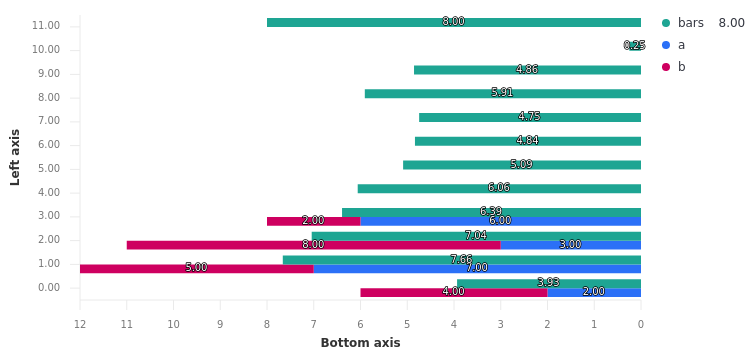 11.00 8.00 bars 8.00
10.00 0.25 a
9.00 4.86 b
8.00 5.91
7.00 4.75
6.00 4.84
5.00 5.09
4.00 6.06
3.00 6.39
2.00 6.00
2.00 7.04
8.00 3.00
1.00 7.66
5.00 7.00
0.00 3.93
4.00 2.00
Left axis
12 11 10 9 8 7 6 5 4 3 2 1 0
Bottom axis